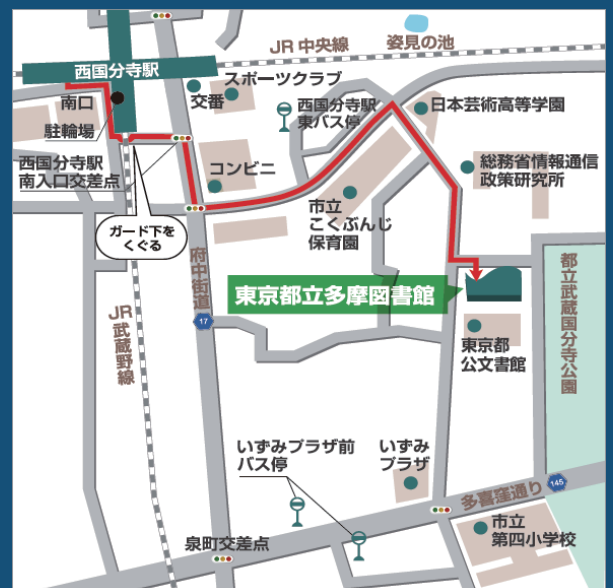 JR中央線
姿見の池
西国分寺駅
スポーツクラブ
南口
交番
西国分寺駅
東バス停
日本芸術高等学園
駐輪場
西国分寺駅
南入口交差点
コンビニ
総務省情報通信
政策研究所
市立
こくぶんじ
保育園
ガード下を
くぐる
府中街道
17
東京都立多摩図書館
都立武蔵国分寺公園
JR武蔵野線
東京都
公文書館
いずみプラザ前
バス停
いずみ
プラザ
多喜窪通り
145
泉町交差点
市立
第四小学校